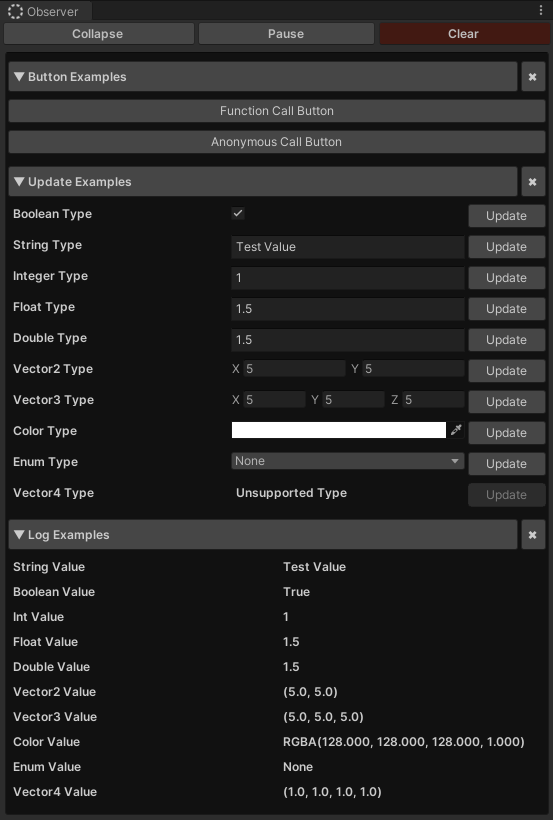 Observer
Collapse Pause Clear
▼ Button Examples ✖
Function Call Button
Anonymous Call Button
▼ Update Examples ✖
Boolean Type ✓ Update
String Type Test Value Update
Integer Type 1 Update
Float Type 1.5 Update
Double Type 1.5 Update
Vector2 Type X 5 Y 5 Update
Vector3 Type X 5 Y 5 Z 5 Update
Color Type Update
Enum Type None Update
Vector4 Type Unsupported Type Update
▼ Log Examples ✖
String Value Test Value
Boolean Value True
Int Value 1
Float Value 1.5
Double Value 1.5
Vector2 Value (5.0, 5.0)
Vector3 Value (5.0, 5.0, 5.0)
Color Value RGBA(128.000, 128.000, 128.000, 1.000)
Enum Value None
Vector4 Value (1.0, 1.0, 1.0, 1.0)